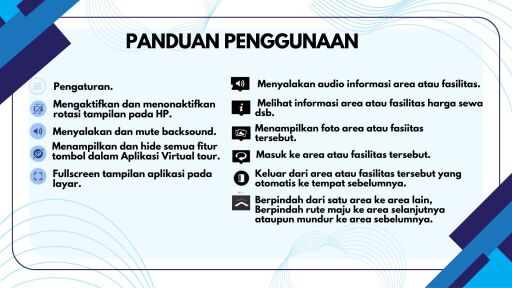 PANDUAN PENGGUNAAN
Pengaturan.
Mengaktifkan dan menonaktifkan
rotasi tampilan pada HP.
Menyalakan dan mute backsound.
Menampilkan dan hide semua fitur
tombol dalam Aplikasi Virtual tour.
Fullscreen tampilan aplikasi pada
layar.
Menyalakan audio informasi area atau fasilitas.
Melihat informasi area atau fasilitas harga sewa
dsb.
Menampilkan foto area atau fasiitas
tersebut.
Masuk ke area atau fasilitas tersebut.
Keluar dari area atau fasilitas tersebut yang
otomatis ke tempat sebelumnya.
Berpindah dari satu area ke area lain,
Berpindah rute maju ke area selanjutnya
ataupun mundur ke area sebelumnya.